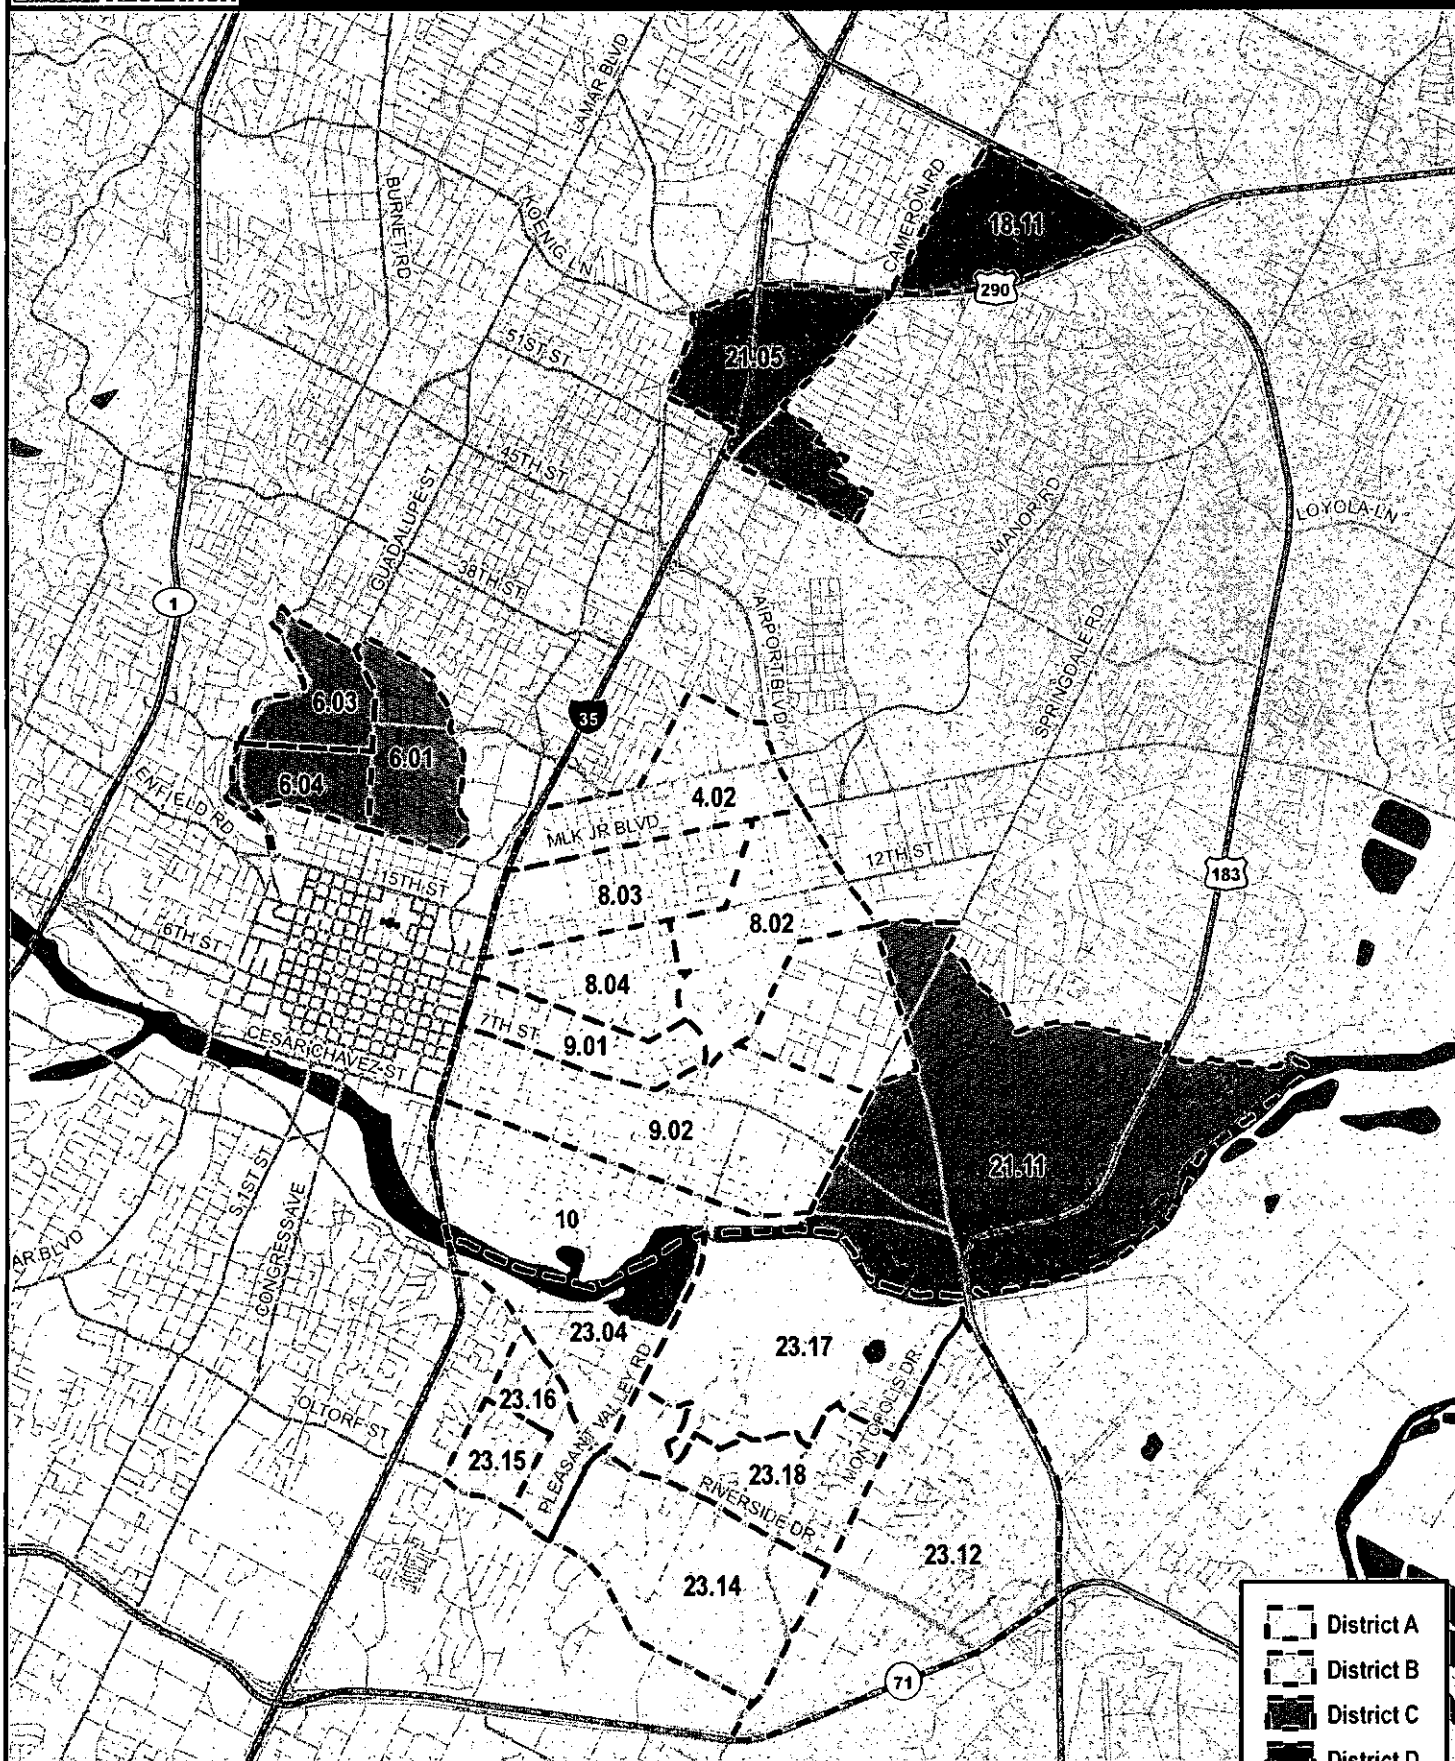 LAMAR BLVD
BURNET RD
KOENIG LN
CAMERON RD
18.11
290
51ST ST
21.05
45TH ST
GUADALUPE ST
38TH ST
MANOR RD
LOYOLA LN
1
AIRPORT BLVD
SPRINGDALE RD
35
6.03
6.01
6.04
ENFIELD RD
4.02
MLK JR BLVD
12TH ST
183
15TH ST
8.03
8.02
6TH ST
8.04
7TH ST
9.01
CESAR CHAVEZ ST
9.02
21.11
S 1ST ST
10
AR BLVD
CONGRESS AVE
23.04
23.17
23.16
PLEASANT VALLEY RD
MONTOPOLIS DR
OLTORF ST
23.15
23.18
RIVERSIDE DR
23.12
23.14
71
District A
District B
District C
District D